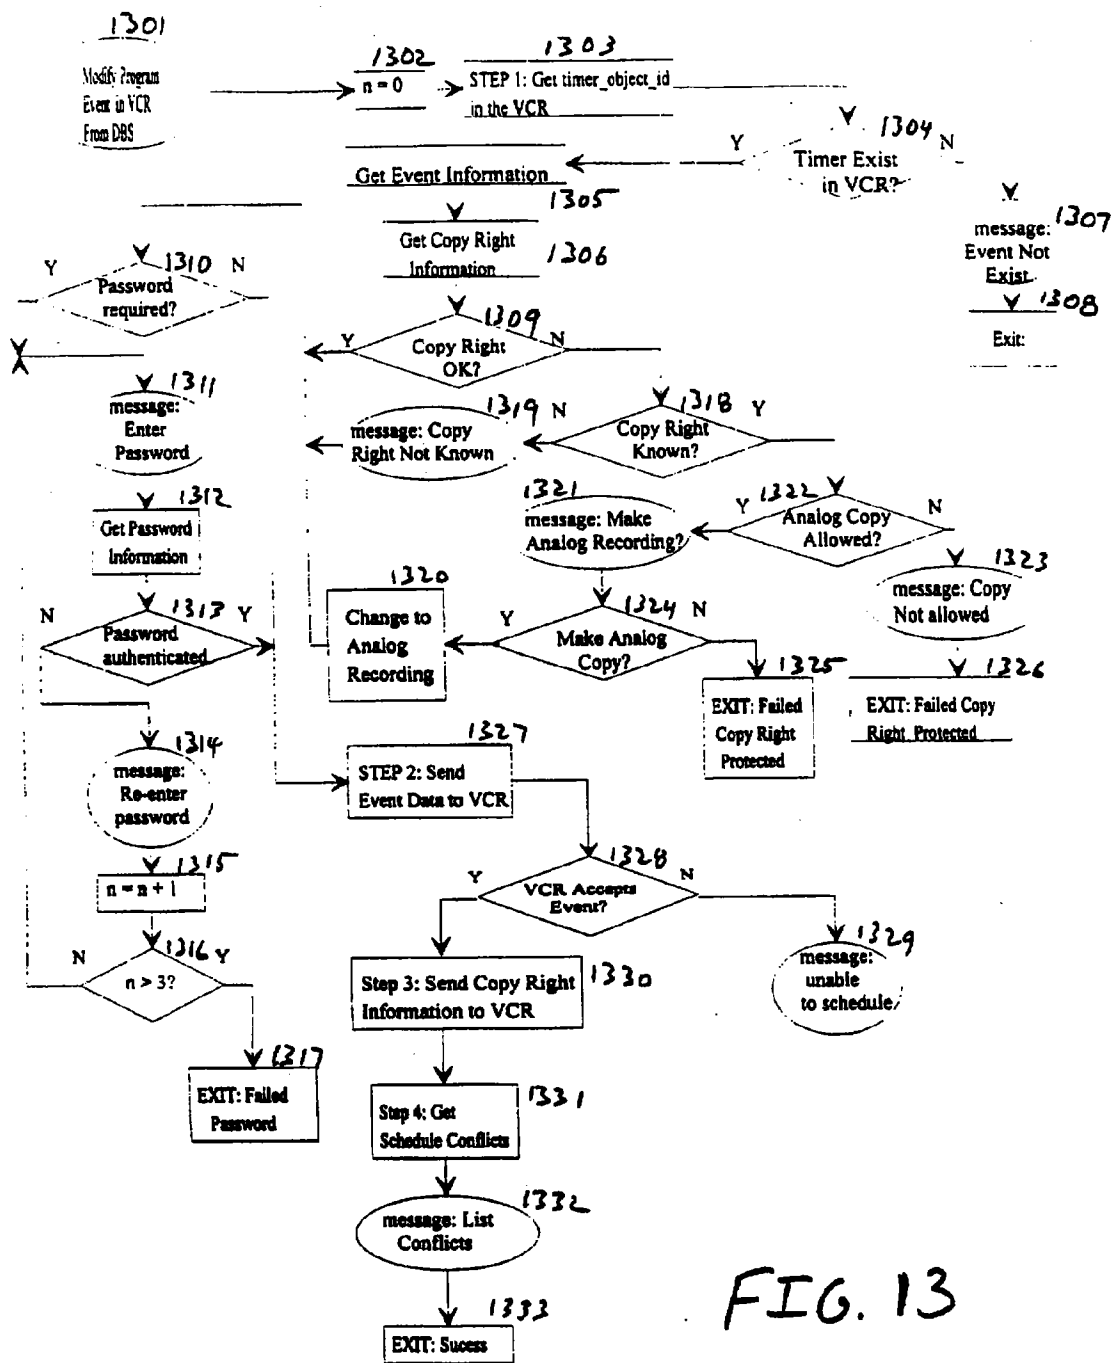 1301
Modify Program
Event in VCR
From DBS
1302
n = 0
1303
STEP 1: Get timer_object_id
in the VCR
1304
Y
N
Timer Exist
in VCR?
Get Event Information
1305
1307
message:
Event Not
Exist
1308
Exit:
Get Copy Right
Information
1306
1310
Y
N
Password
required?
1309
Y
N
Copy Right
OK?
1311
message:
Enter
Password
1319
message: Copy
Right Not Known
1318
N
Y
Copy Right
Known?
1312
Get Password
Information
1321
message: Make
Analog Recording?
1322
Y
N
Analog Copy
Allowed?
1323
message: Copy
Not allowed
1313
N
Y
Password
authenticated
1320
Change to
Analog
Recording
1324
Y
N
Make Analog
Copy?
1325
EXIT: Failed
Copy Right
Protected
1326
EXIT: Failed Copy
Right Protected
1314
message:
Re-enter
password
1327
STEP 2: Send
Event Data to VCR
1315
n = n + 1
1328
Y
N
VCR Accepts
Event?
1316
N
Y
n > 3?
1329
message:
unable
to schedule
1330
Step 3: Send Copy Right
Information to VCR
1317
EXIT: Failed
Password
1331
Step 4: Get
Schedule Conflicts
1332
message: List
Conflicts
1333
EXIT: Sucess
FIG. 13